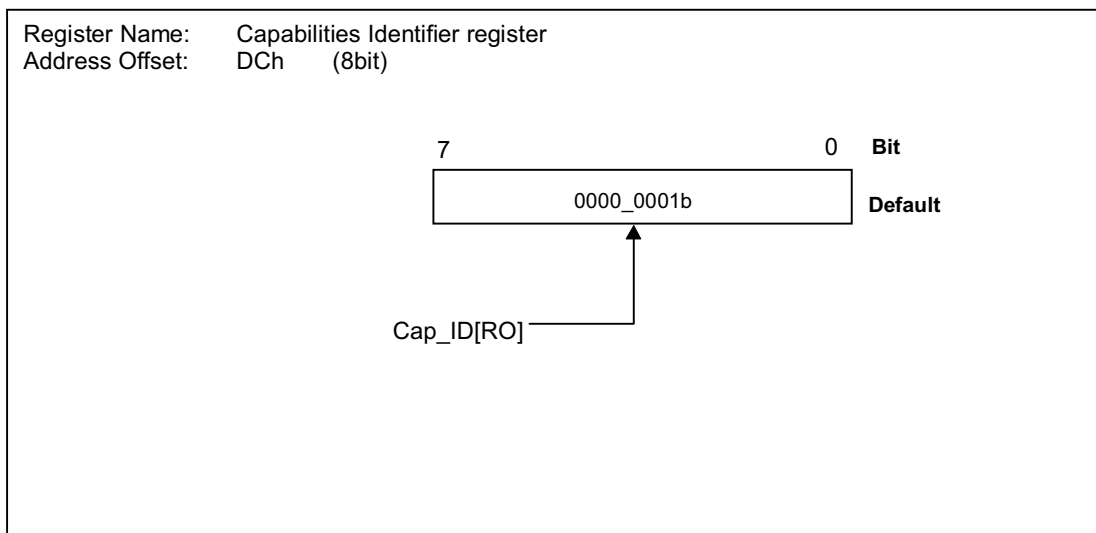 Register Name: Capabilities Identifier register
Address Offset: DCh (8bit)
7 0 Bit
0000_0001b Default
Cap_ID[RO]